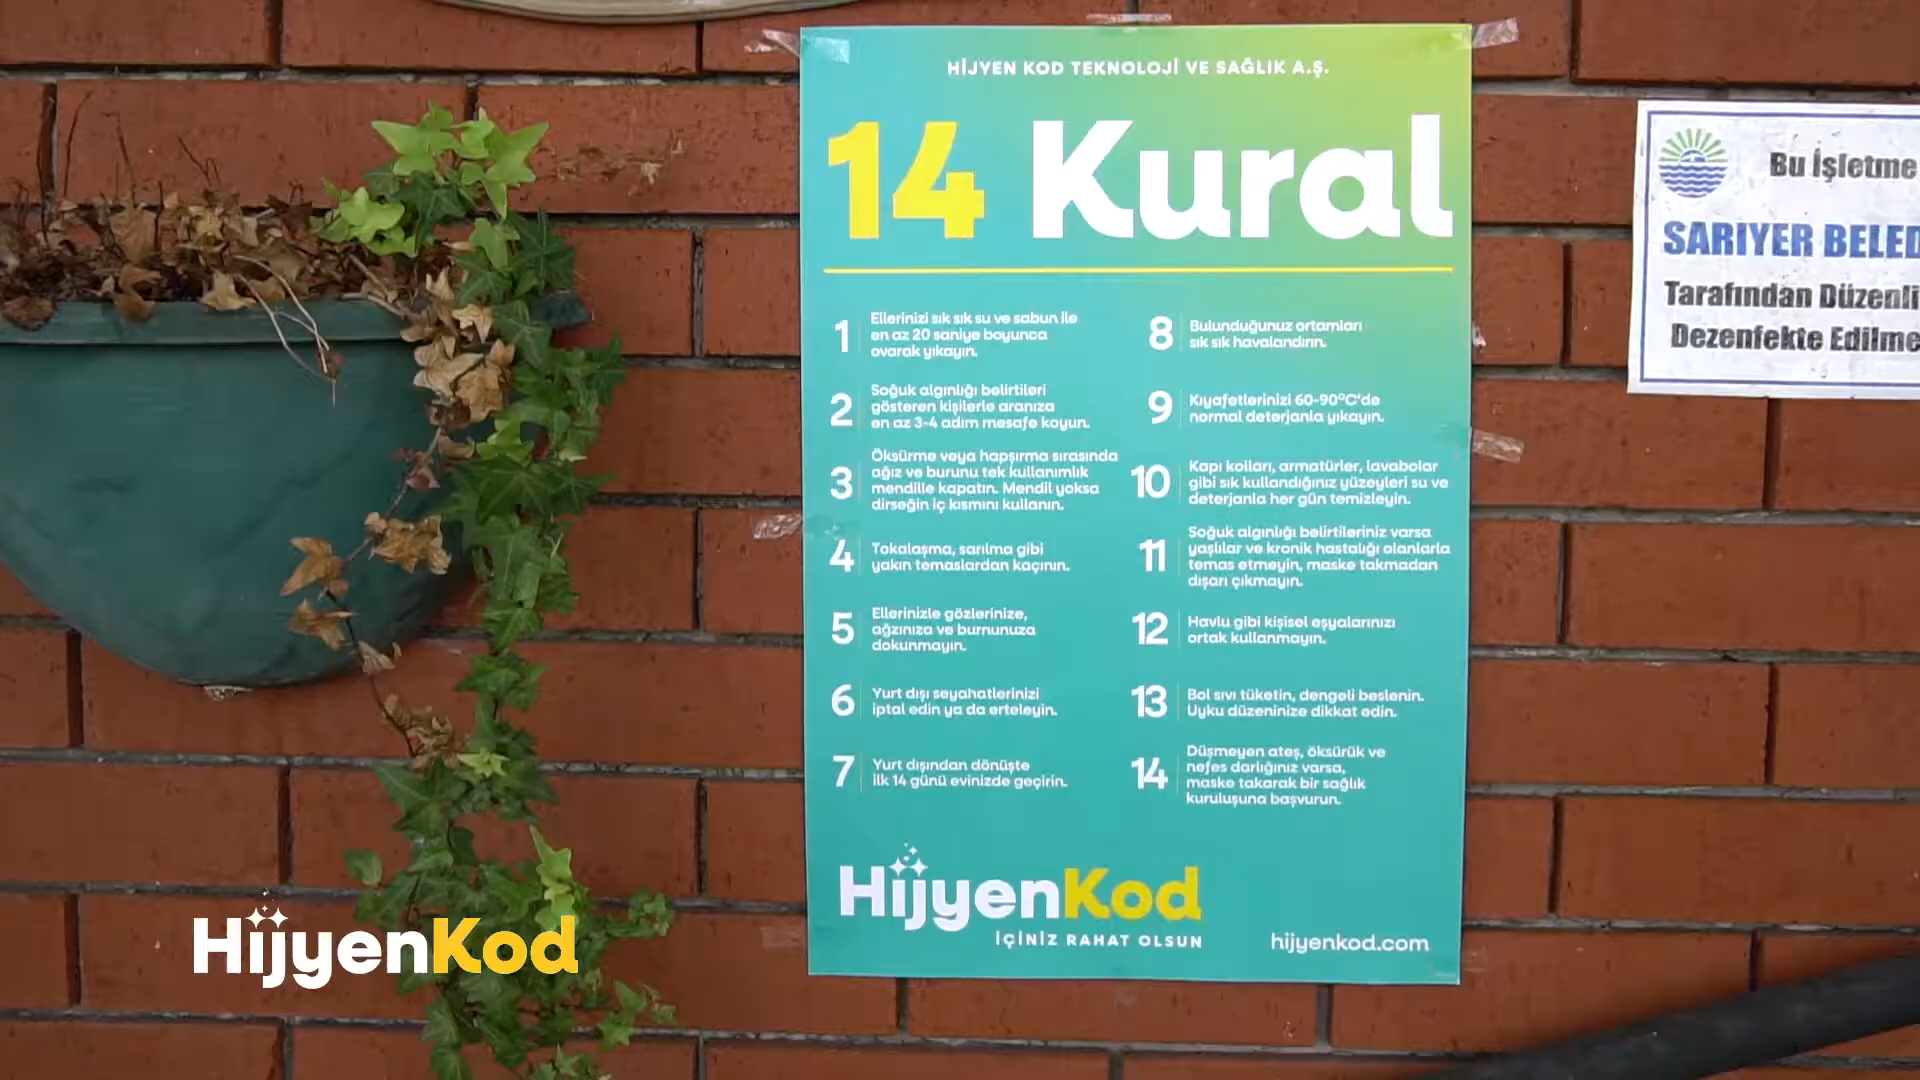 HİJYEN KOD TEKNOLOJİ VE SAĞLIK A.Ş.
14 Kural
1
Ellerinizi sık sık su ve sabun ile
en az 20 saniye boyunca
ovarak yıkayın.
2
Soğuk algınlığı belirtileri
gösteren kişilerle aranıza
en az 3-4 adım mesafe koyun.
3
Öksürme veya hapşırma sırasında
ağız ve burunu tek kullanımlık
mendille kapatın. Mendil yoksa
dirseğin iç kısmını kullanın.
4
Tokalaşma, sarılma gibi
yakın temaslardan kaçının.
5
Ellerinizle gözlerinize,
ağzınıza ve burnunuza
dokunmayın.
6
Yurt dışı seyahatlerinizi
iptal edin ya da erteleyin.
7
Yurt dışından dönüşte
ilk 14 günü evinizde geçirin.
8
Bulunduğunuz ortamları
sık sık havalandırın.
9
Kıyafetlerinizi 60-90°C'de
normal deterjanla yıkayın.
10
Kapı kolları, armatürler, lavabolar
gibi sık kullandığınız yüzeyleri su ve
deterjanla her gün temizleyin.
11
Soğuk algınlığı belirtileriniz varsa
yaşlılar ve kronik hastalığı olanlarla
temas etmeyin, maske takmadan
dışarı çıkmayın.
12
Havlu gibi kişisel eşyalarınızı
ortak kullanmayın.
13
Bol sıvı tüketin, dengeli beslenin.
Uyku düzeninize dikkat edin.
14
Düşmeyen ateş, öksürük ve
nefes darlığınız varsa,
maske takarak bir sağlık
kuruluşuna başvurun.
HijyenKod
İÇİNİZ RAHAT OLSUN
hijyenkod.com
Bu İşletme
SARIYER BELED
Tarafından Düzenli
Dezenfekte Edilme
HijyenKod